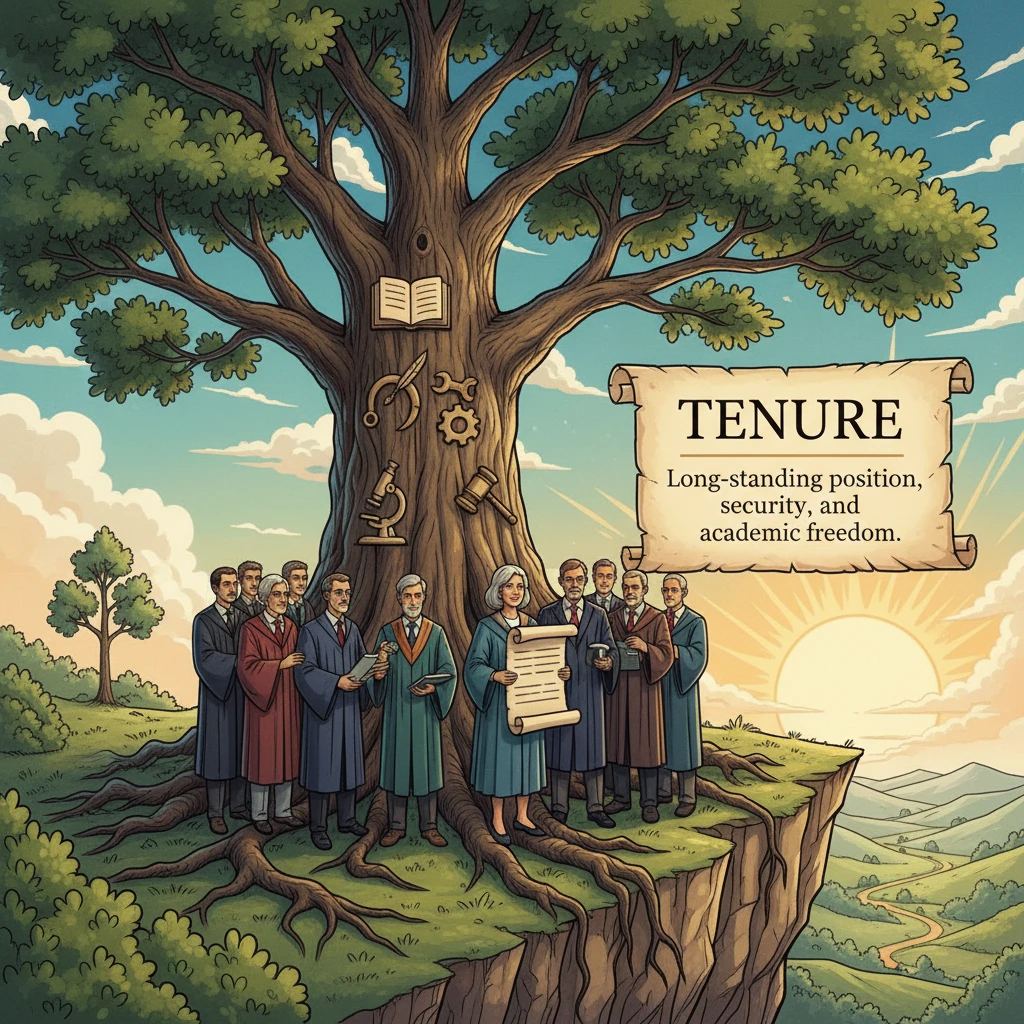 TENURE
Long-standing position,
security, and
academic freedom.